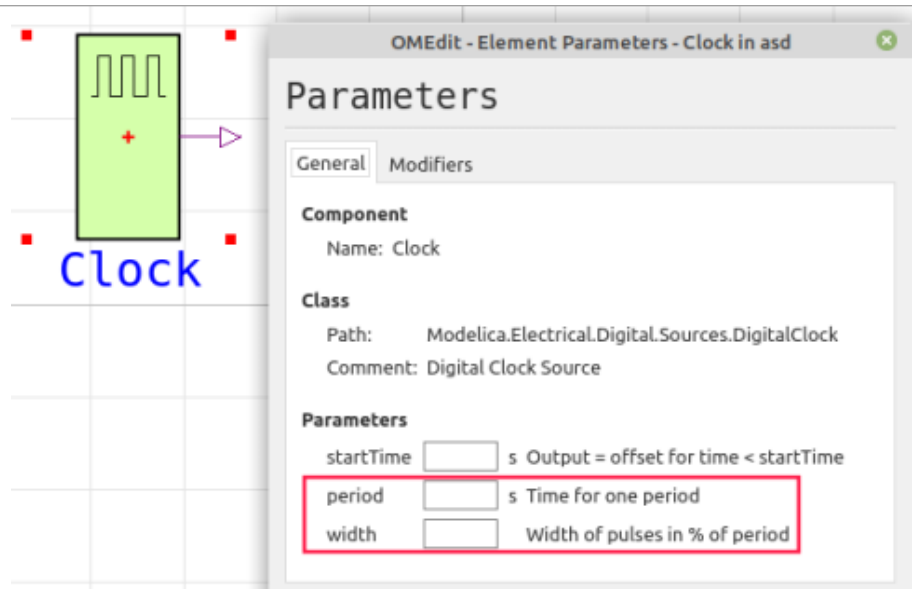 Clock
OMEdit - Element Parameters - Clock in asd
Parameters
General Modifiers
Component
Name: Clock
Class
Path: Modelica.Electrical.Digital.Sources.DigitalClock
Comment: Digital Clock Source
Parameters
startTime s Output = offset for time < startTime
period s Time for one period
width Width of pulses in % of period